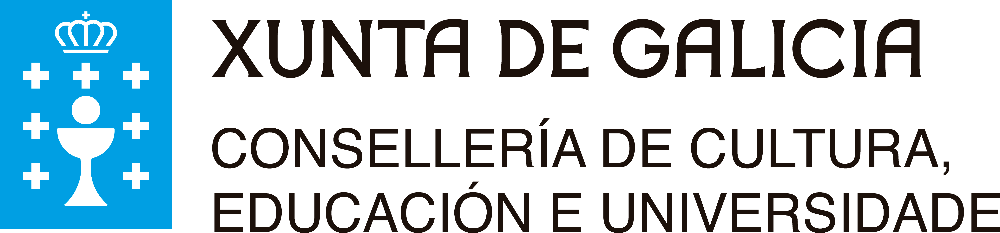 XUNTA DE GALICIA
CONSELLERÍA DE CULTURA,
EDUCACIÓN E UNIVERSIDADE